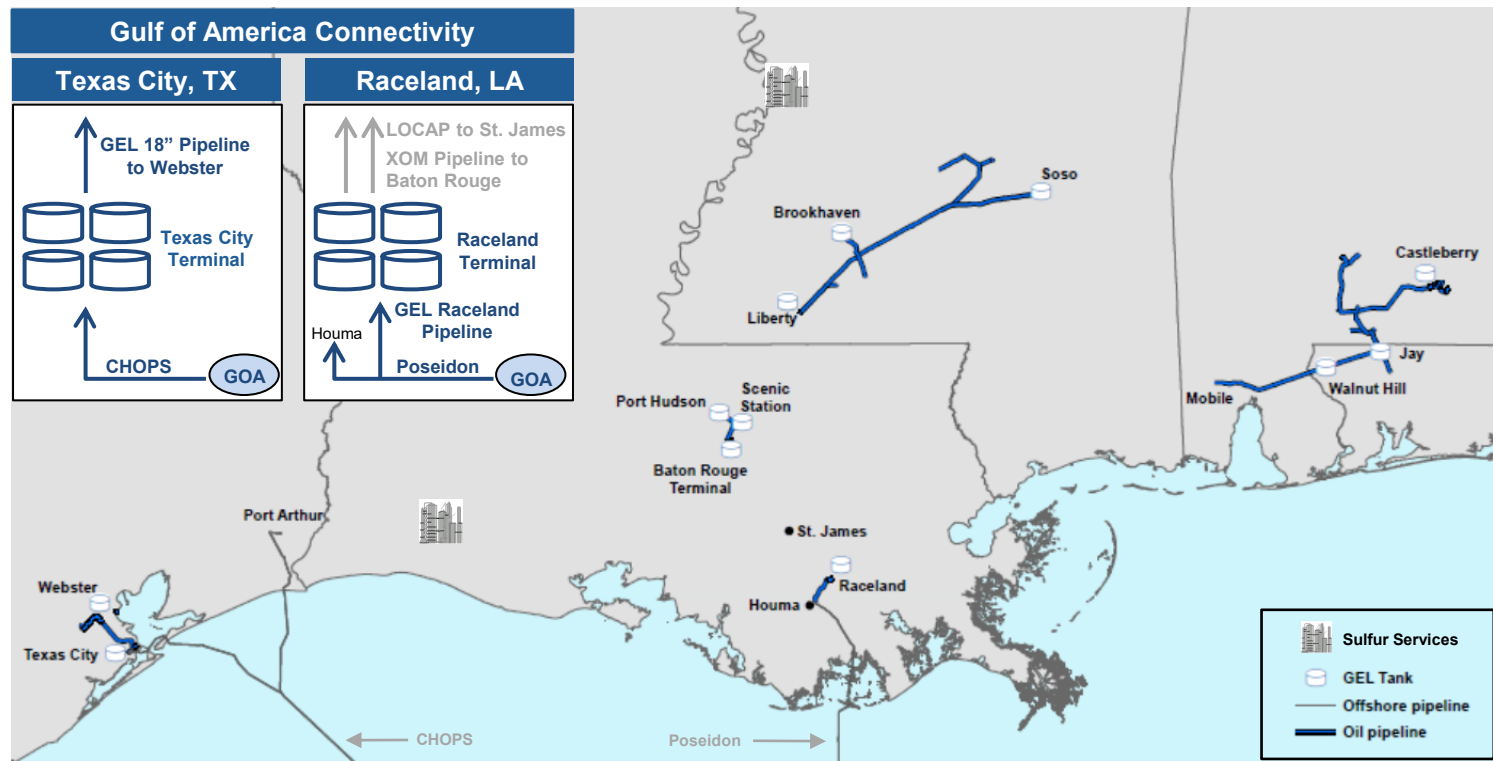 Gulf of America Connectivity
Texas City, TX
GEL 18” Pipeline
to Webster
Texas City
Terminal
CHOPS
GOA
Raceland, LA
LOCAP to St. James
XOM Pipeline to
Baton Rouge
Raceland
Terminal
GEL Raceland
Pipeline
Houma
Poseidon
GOA
Soso
Brookhaven
Liberty
Castleberry
Jay
Walnut Hill
Mobile
Port Hudson
Scenic
Station
Baton Rouge
Terminal
Port Arthur
St. James
Raceland
Houma
Webster
Texas City
CHOPS
Poseidon
Sulfur Services
GEL Tank
Offshore pipeline
Oil pipeline